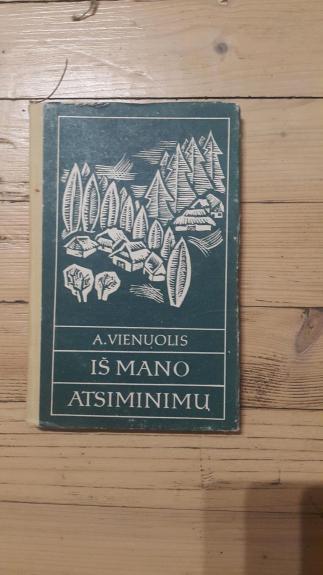 A. VIENUOLIS
IŠ MANO
ATSIMINIMŲ